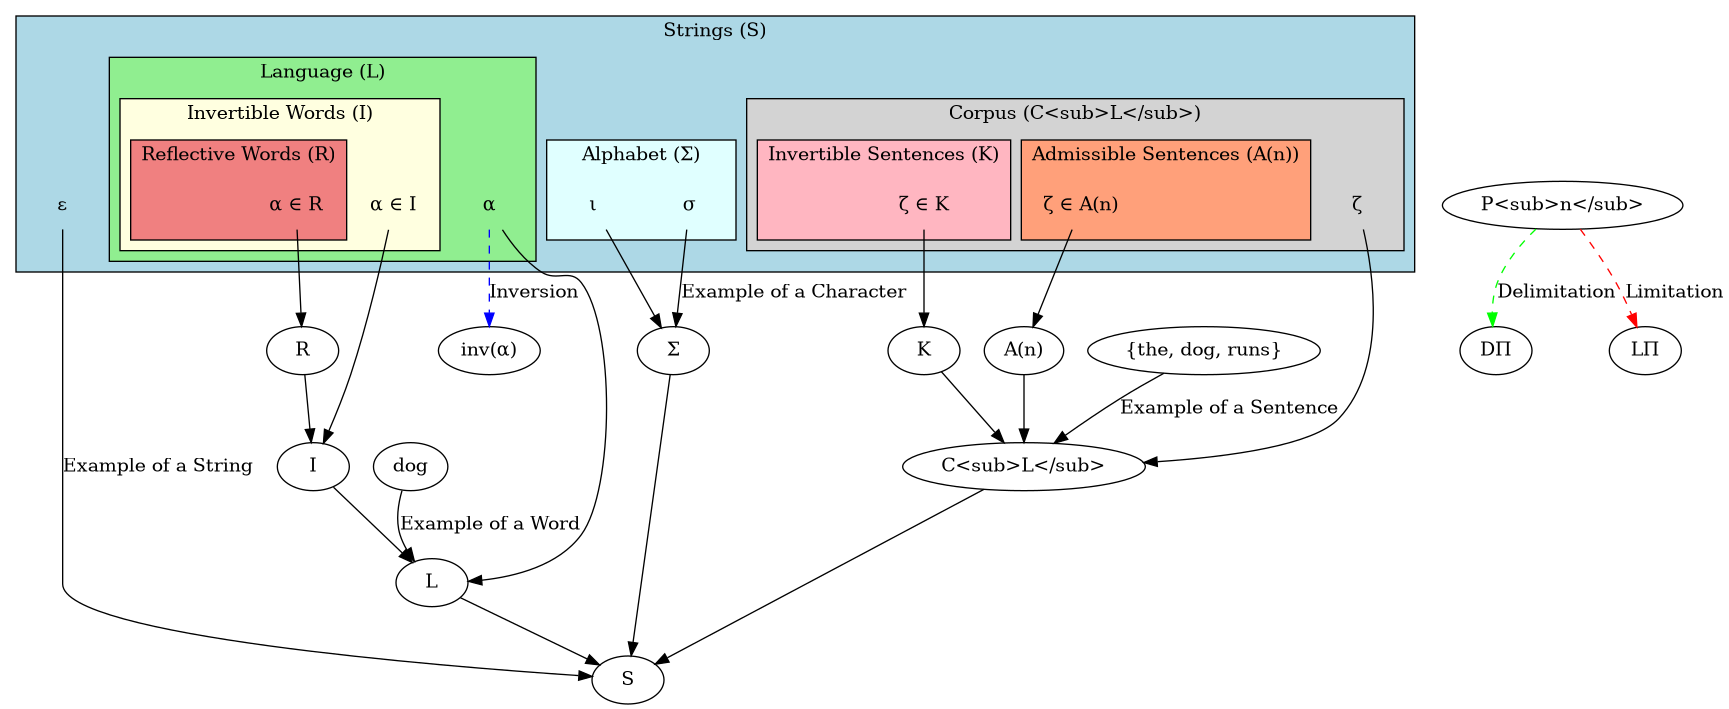 Strings (S)
Language (L)
Invertible Words (I)
Corpus (C<sub>L</sub>)
Reflective Words (R)
Alphabet (Σ)
Invertible Sentences (K)
Admissible Sentences (A(n))
ε
α ∈ R
α ∈ I
α
ι
σ
ζ ∈ K
ζ ∈ A(n)
ζ
P<sub>n</sub>
Inversion
Example of a Character
Delimitation
Limitation
R
inv(α)
Σ
K
A(n)
{the, dog, runs}
DΠ
LΠ
Example of a Sentence
Example of a String
I
dog
C<sub>L</sub>
Example of a Word
L
S